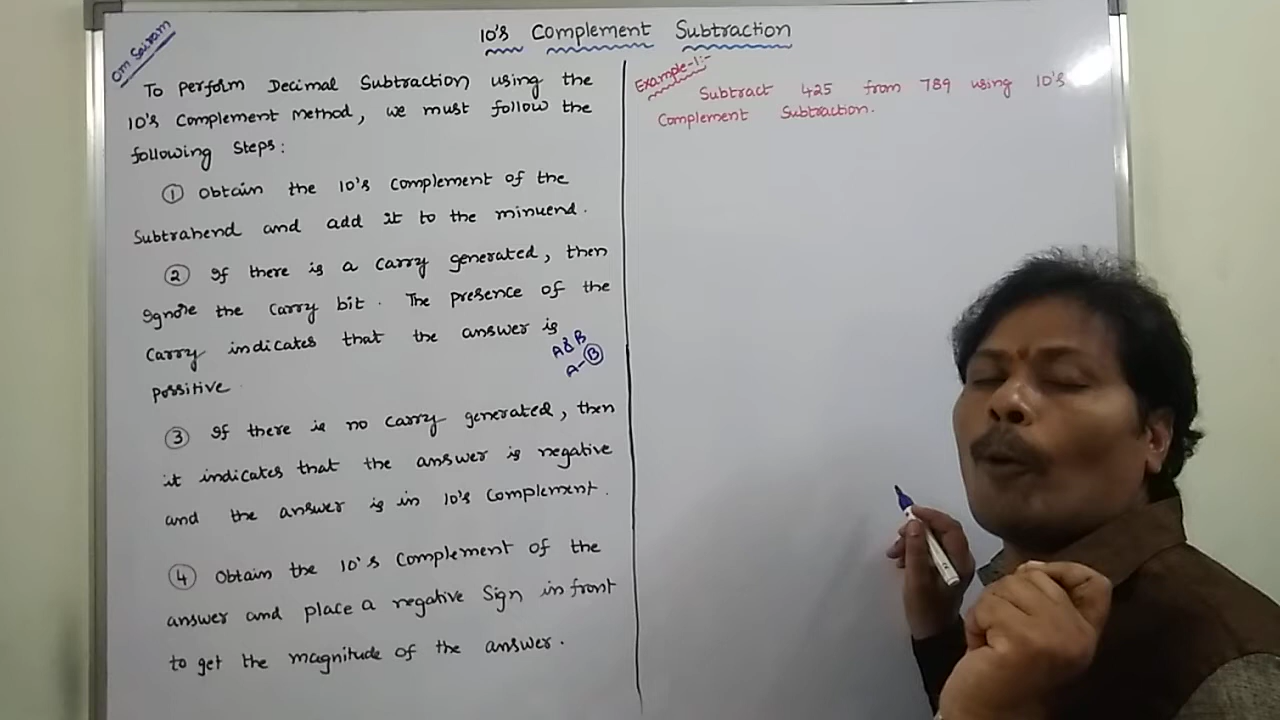 Om Sairam
10's Complement Subtraction
To perform Decimal Subtraction using the
10's Complement Method, we must follow the
following Steps:
① Obtain the 10's complement of the
Subtrahend and add it to the minuend.
② If there is a carry generated, then
Ignore the carry bit. The presence of the
Carry indicates that the answer is
possitive.
A & B
A-B
③ If there is no carry generated, then
it indicates that the answer is negative
and the answer is in 10's complement.
④ Obtain the 10's complement of the
answer and place a negative sign in front
to get the magnitude of the answer.
Example-1:-
Subtract 425 from 789 using 10's
Complement Subtraction.